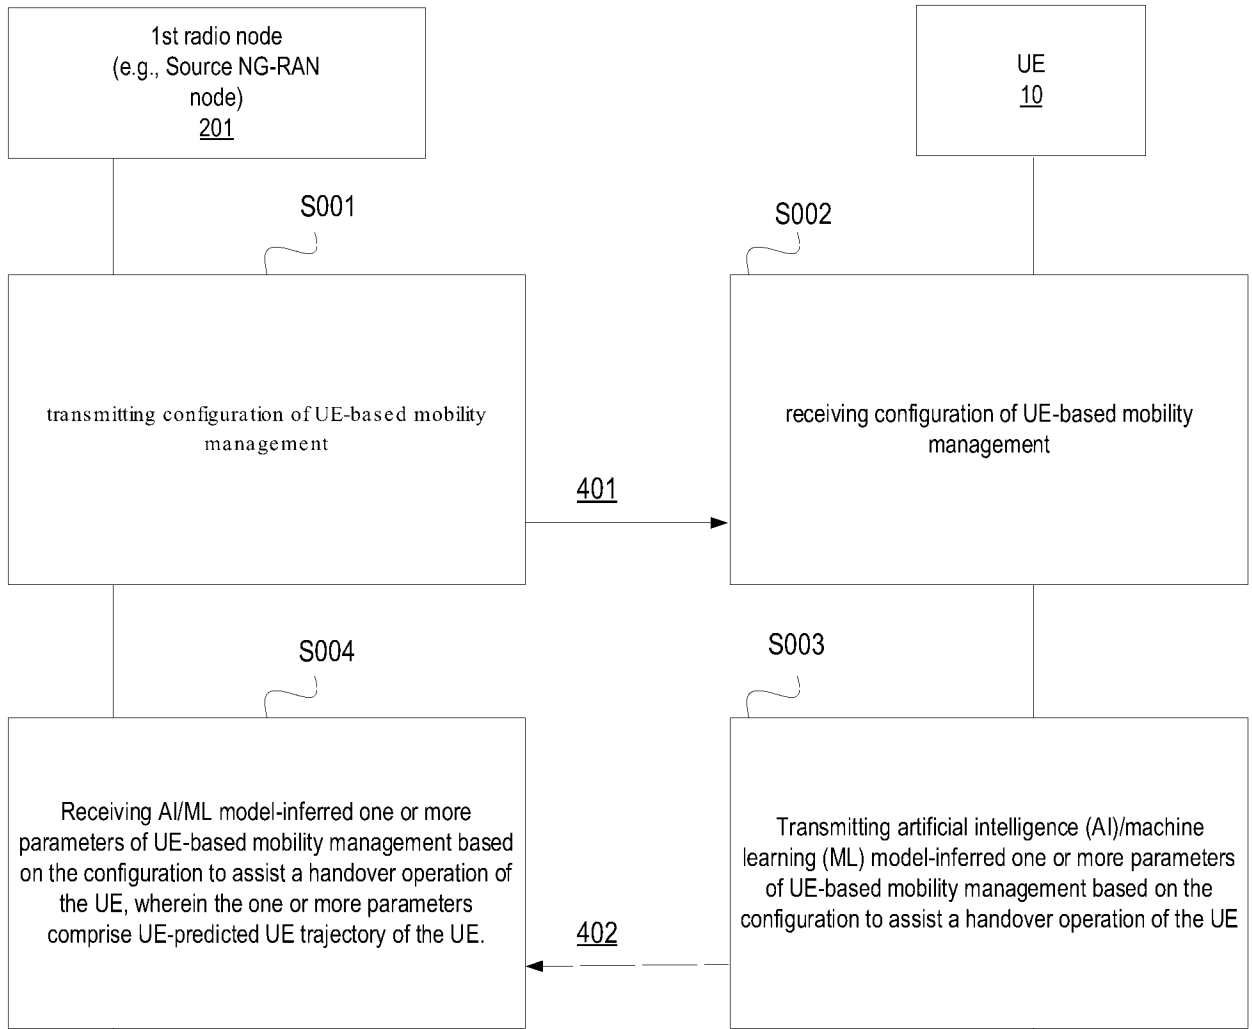 1st radio node
(e.g., Source NG-RAN
node)
201
UE
10
S001
S002
transmitting configuration of UE-based mobility
management
receiving configuration of UE-based mobility
management
401
S004
S003
Receiving AI/ML model-inferred one or more
parameters of UE-based mobility management based
on the configuration to assist a handover operation of
the UE, wherein the one or more parameters
comprise UE-predicted UE trajectory of the UE.
Transmitting artificial intelligence (AI)/machine
learning (ML) model-inferred one or more parameters
of UE-based mobility management based on the
configuration to assist a handover operation of the UE
402